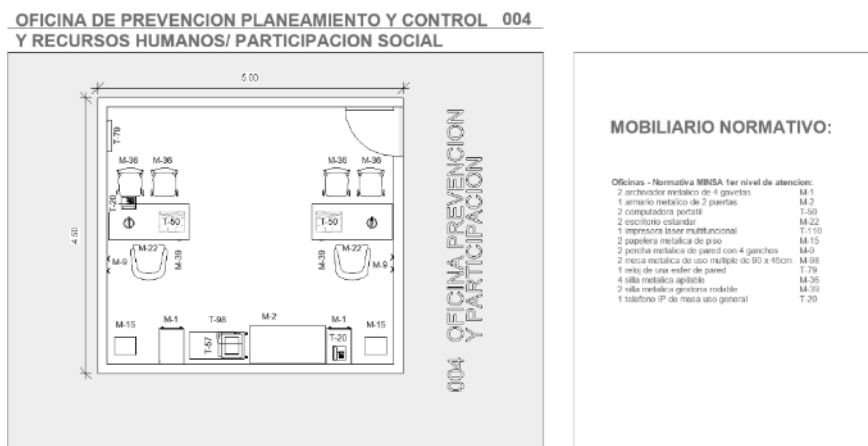 OFICINA DE PREVENCION PLANEAMIENTO Y CONTROL 004
Y RECURSOS HUMANOS/ PARTICIPACION SOCIAL
5.00
4.50
T-79
M-36 M-36
M-36 M-36
T-20
T-50
T-50
M-22
M-9
M-39
M-39
M-22
M-9
M-15
M-1
T-98
M-2
M-1
M-15
T-57
T-20
004 OFICINA PREVENCION
Y PARTICIPACION
MOBILIARIO NORMATIVO:
Oficinas - Normativa MINSA 1er nivel de atencion:
2 archivador metalico de 4 gavetas M-1
1 armario metalico de 2 puertas M-2
2 computadora portatil T-50
2 escritorio estandar M-22
1 impresora laser multifuncional T-110
2 papelera metalica de piso M-15
2 percha metalica de pared con 4 ganchos M-9
2 mesa metalica de uso multiple de 90 x 45cm M-98
1 reloj de una esfer de pared T-79
4 silla metalica apilable M-36
2 silla metalica giratoria rodable M-39
1 telefono IP de mesa uso general T-20